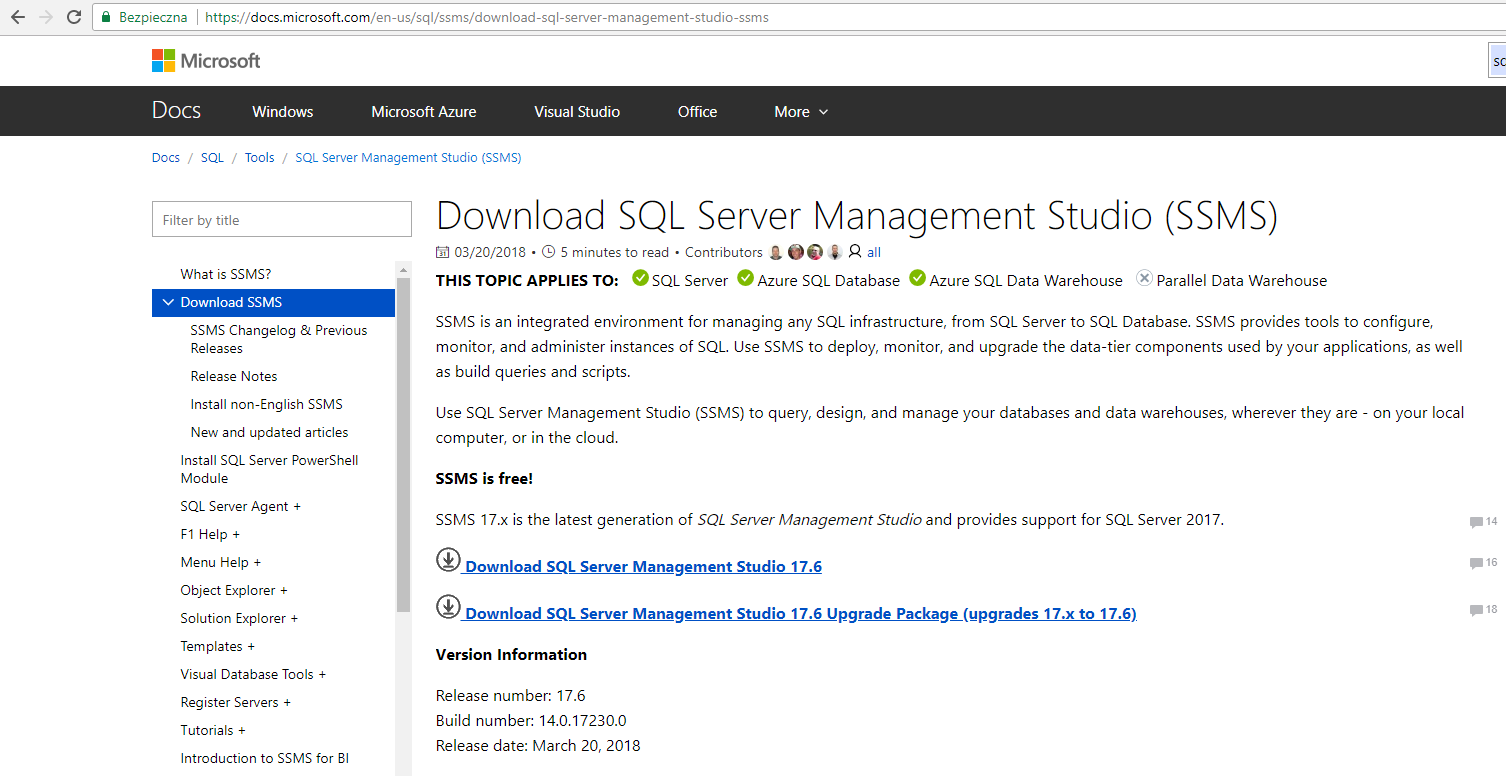 Bezpieczna
https://docs.microsoft.com/en-us/sql/ssms/download-sql-server-management-studio-ssms
Microsoft
Docs Windows Microsoft Azure Visual Studio Office More
Docs / SQL / Tools / SQL Server Management Studio (SSMS)
Filter by title
What is SSMS?
Download SSMS
SSMS Changelog & Previous
Releases
Release Notes
Install non-English SSMS
New and updated articles
Install SQL Server PowerShell
Module
SQL Server Agent +
F1 Help +
Menu Help +
Object Explorer +
Solution Explorer +
Templates +
Visual Database Tools +
Register Servers +
Tutorials +
Introduction to SSMS for BI
Download SQL Server Management Studio (SSMS)
03/20/2018 • 5 minutes to read • Contributors all
THIS TOPIC APPLIES TO: SQL Server Azure SQL Database Azure SQL Data Warehouse Parallel Data Warehouse
SSMS is an integrated environment for managing any SQL infrastructure, from SQL Server to SQL Database. SSMS provides tools to configure,
monitor, and administer instances of SQL. Use SSMS to deploy, monitor, and upgrade the data-tier components used by your applications, as well
as build queries and scripts.
Use SQL Server Management Studio (SSMS) to query, design, and manage your databases and data warehouses, wherever they are - on your local
computer, or in the cloud.
SSMS is free!
SSMS 17.x is the latest generation of SQL Server Management Studio and provides support for SQL Server 2017.
14
Download SQL Server Management Studio 17.6
16
Download SQL Server Management Studio 17.6 Upgrade Package (upgrades 17.x to 17.6)
18
Version Information
Release number: 17.6
Build number: 14.0.17230.0
Release date: March 20, 2018